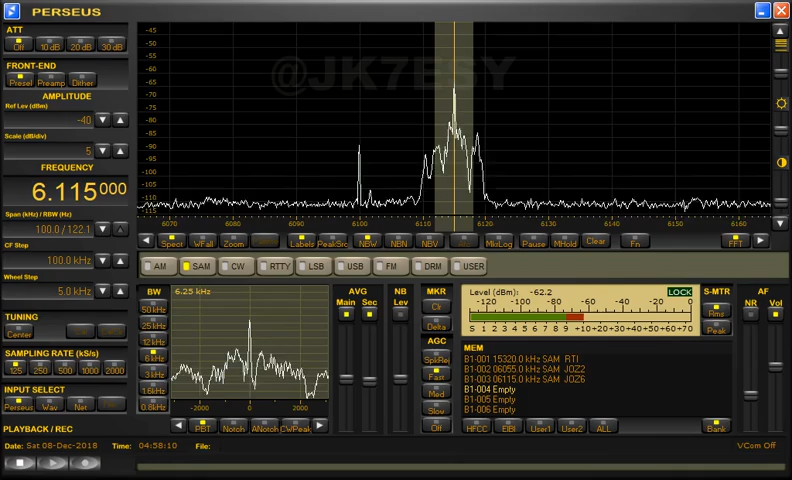 PERSEUS
ATT
Off 10 dB 20 dB 30 dB
FRONT-END
Presel Preamp Dither
AMPLITUDE
Ref Lev (dBm)
-40
Scale (dB/div)
5
FREQUENCY
6.115000
Span (kHz) / RBW (Hz)
100.0 / 122.1
CF Step
100.0 kHz
Wheel Step
5.0 kHz
TUNING
Center
SAMPLING RATE (kS/s)
125 250 500 1000 2000
INPUT SELECT
Perseus Wav Net
PLAYBACK / REC
Date: Sat 08-Dec-2018 Time: 04:58:10 File:
@JK7ESY
-45
-50
-55
-60
-65
-70
-75
-80
-85
-90
-95
-100
-105
-110
-115
6070 6080 6090 6100 6110 6120 6130 6140 6150 6160
Spect WFall Zoom Labels PeakSrc NBW NBN NBV MkrLog Pause MHold Clear Fn FFT
AM SAM CW RTTY LSB USB FM DRM USER
BW
50 kHz
25 kHz
12 kHz
6 kHz
3 kHz
1.6kHz
0.8kHz
6.25 kHz
-2000 0 2000
PBT Notch ANotch CWPeak
AVG
Main Sec
NB
Lev
MKR
Clr
Delta
AGC
SpkRej
Fast
Med
Slow
Off
Level (dBm): -62.2 LOCK
-120 -100 -80 -60 -40 -20 0
S 1 2 3 4 5 6 7 8 9 +10 +20 +30 +40 +50 +60 +70
S-MTR
Rms
Peak
AF
NR Vol
MEM
B1-001 15320.0 kHz SAM RTI
B1-002 06055.0 kHz SAM JOZ2
B1-003 06115.0 kHz SAM JOZ6
B1-004 Empty
B1-005 Empty
B1-006 Empty
HFCC EIBI User1 User2 ALL Bank
VCom Off